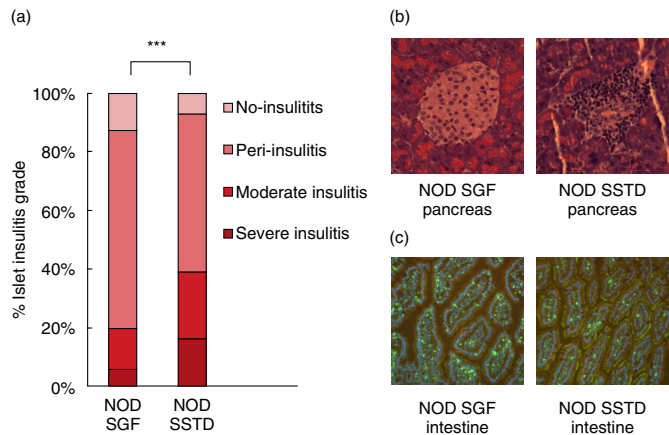 (a)
***
100%
80%
60%
40%
20%
0%
% Islet insulitis grade
NOD
SGF
NOD
SSTD
No-insulitits
Peri-insulitis
Moderate insulitis
Severe insulitis
(b)
NOD SGF
pancreas
NOD SSTD
pancreas
(c)
NOD SGF
intestine
NOD SSTD
intestine